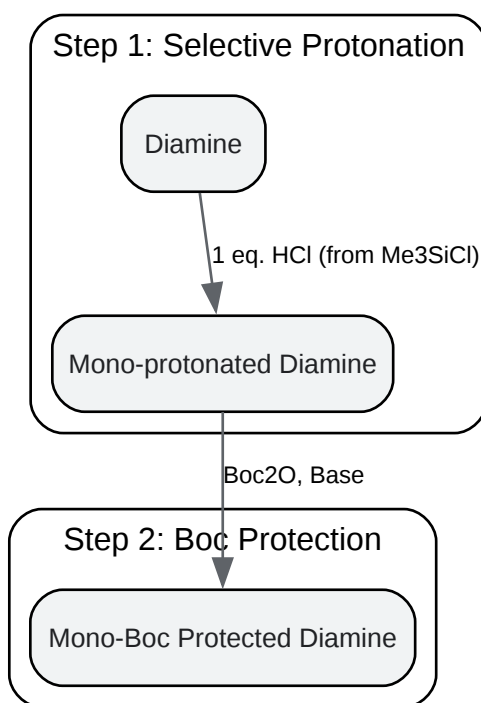 Step 1: Selective Protonation
Diamine
1 eq. HCl (from Me3SiCl)
Mono-protonated Diamine
Boc2O, Base
Step 2: Boc Protection
Mono-Boc Protected Diamine